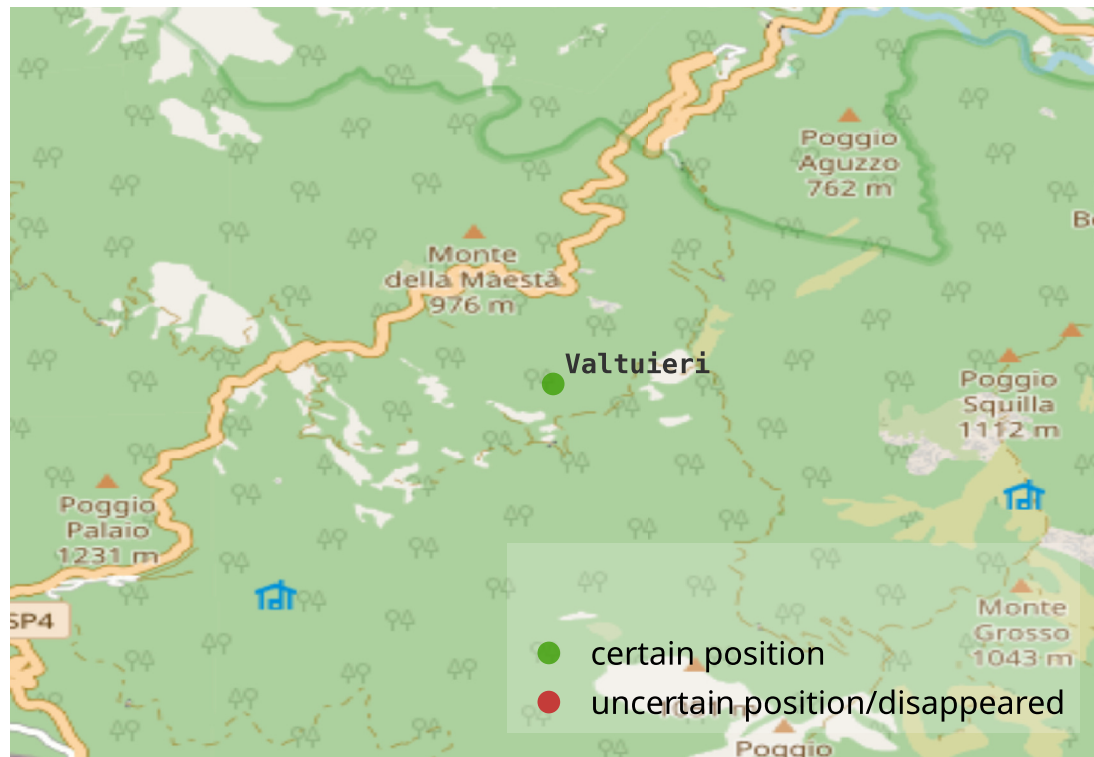 Poggio
Aguzzo
762 m
Monte
della Maestà
976 m
Valtuieri
Poggio
Squilla
1112 m
Poggio
Palaio
1231 m
SP4
Monte
Grosso
1043 m
certain position
uncertain position/disappeared
Poggio